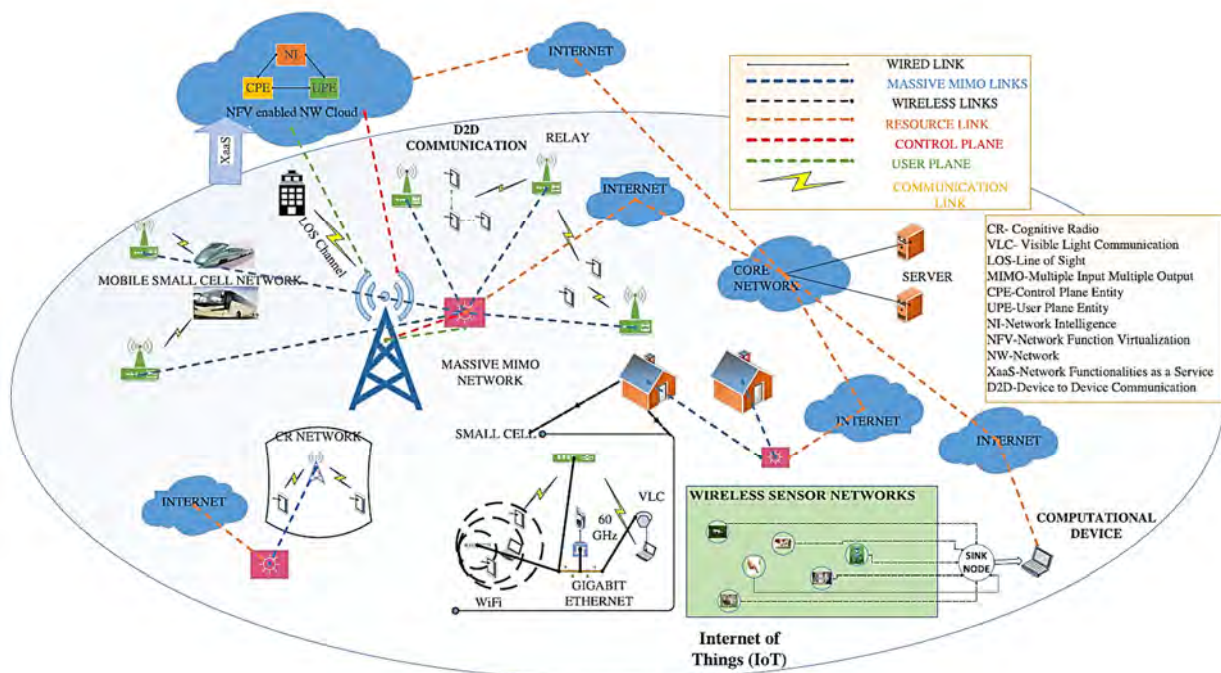 NI
CPE
UPE
NFV enabled NW Cloud
XaaS
INTERNET
WIRED LINK
MASSIVE MIMO LINKS
WIRELESS LINKS
RESOURCE LINK
CONTROL PLANE
USER PLANE
COMMUNICATION
LINK
D2D
COMMUNICATION
RELAY
INTERNET
LOS Channel
MOBILE SMALL CELL NETWORK
CORE
NETWORK
SERVER
CR- Cognitive Radio
VLC- Visible Light Communication
LOS-Line of Sight
MIMO-Multiple Input Multiple Output
CPE-Control Plane Entity
UPE-User Plane Entity
NI-Network Intelligence
NFV-Network Function Virtualization
NW-Network
XaaS-Network Functionalities as a Service
D2D-Device to Device Communication
MASSIVE MIMO
NETWORK
SMALL CELL
INTERNET
INTERNET
CR NETWORK
INTERNET
VLC
60
GHz
WiFi
GIGABIT
ETHERNET
WIRELESS SENSOR NETWORKS
SINK
NODE
COMPUTATIONAL
DEVICE
Internet of
Things (IoT)